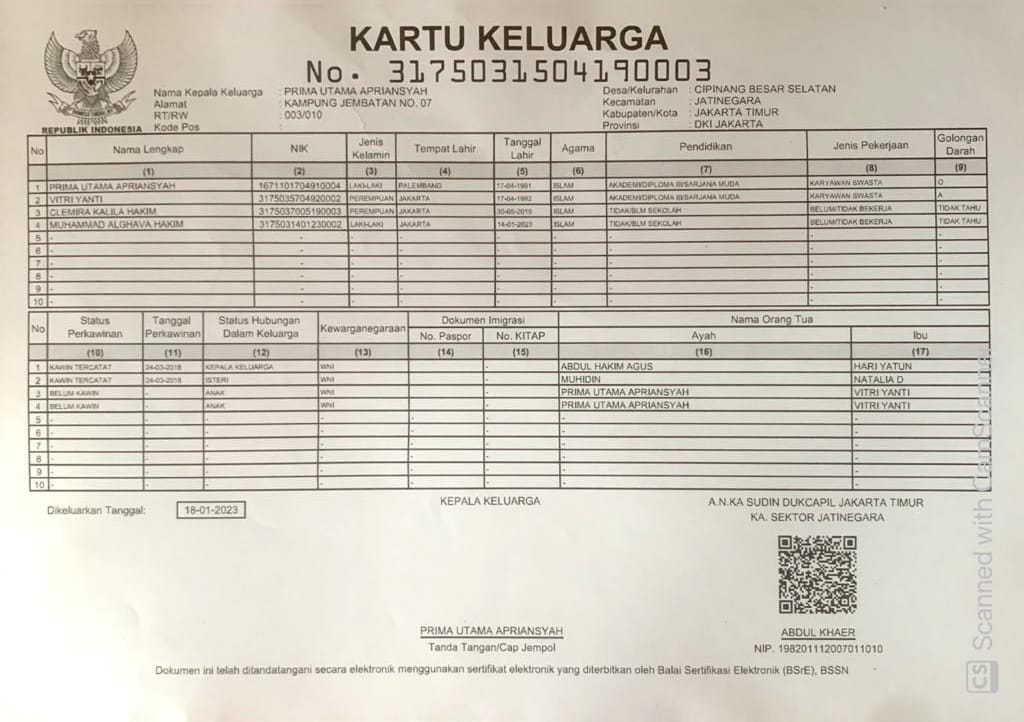 KARTU KELUARGA
No. 3175031504190003
REPUBLIK INDONESIA
Nama Kepala Keluarga : PRIMA UTAMA APRIANSYAH
Alamat : KAMPUNG JEMBATAN NO. 07
RT/RW : 003/010
Kode Pos :
Desa/Kelurahan : CIPINANG BESAR SELATAN
Kecamatan : JATINEGARA
Kabupaten/Kota : JAKARTA TIMUR
Provinsi : DKI JAKARTA
No Nama Lengkap NIK Jenis Kelamin Tempat Lahir Tanggal Lahir Agama Pendidikan Jenis Pekerjaan Golongan Darah
(1) (2) (3) (4) (5) (6) (7) (8) (9)
1 PRIMA UTAMA APRIANSYAH 1671101704910004 LAKI-LAKI PALEMBANG 17-04-1991 ISLAM AKADEMI/DIPLOMA III/SARJANA MUDA KARYAWAN SWASTA O
2 VITRI YANTI 3175035704920002 PEREMPUAN JAKARTA 17-04-1992 ISLAM AKADEMI/DIPLOMA III/SARJANA MUDA KARYAWAN SWASTA A
3 CLEMIRA KALILA HAKIM 3175037005190003 PEREMPUAN JAKARTA 30-05-2019 ISLAM TIDAK/BLM SEKOLAH BELUM/TIDAK BEKERJA TIDAK TAHU
4 MUHAMMAD ALGHAVA HAKIM 3175031401230002 LAKI-LAKI JAKARTA 14-01-2023 ISLAM TIDAK/BLM SEKOLAH BELUM/TIDAK BEKERJA TIDAK TAHU
5 - - - - - - - - -
6 - - - - - - - - -
7 - - - - - - - - -
8 - - - - - - - - -
9 - - - - - - - - -
10 - - - - - - - - -
No Status Perkawinan Tanggal Perkawinan Status Hubungan Dalam Keluarga Kewarganegaraan Dokumen Imigrasi Nama Orang Tua
No. Paspor No. KITAP Ayah Ibu
(10) (11) (12) (13) (14) (15) (16) (17)
1 KAWIN TERCATAT 24-03-2018 KEPALA KELUARGA WNI - - ABDUL HAKIM AGUS HARI YATUN
2 KAWIN TERCATAT 24-03-2018 ISTERI WNI - - MUHIDIN NATALIA D
3 BELUM KAWIN - ANAK WNI - - PRIMA UTAMA APRIANSYAH VITRI YANTI
4 BELUM KAWIN - ANAK WNI - - PRIMA UTAMA APRIANSYAH VITRI YANTI
5 - - - - - - - -
6 - - - - - - - -
7 - - - - - - - -
8 - - - - - - - -
9 - - - - - - - -
10 - - - - - - - -
Dikeluarkan Tanggal: 18-01-2023
KEPALA KELUARGA
PRIMA UTAMA APRIANSYAH
Tanda Tangan/Cap Jempol
A.N.KA SUDIN DUKCAPIL JAKARTA TIMUR
KA. SEKTOR JATINEGARA
ABDUL KHAER
NIP. 198201112007011010
Dokumen ini telah ditandatangani secara elektronik menggunakan sertifikat elektronik yang diterbitkan oleh Balai Sertifikasi Elektronik (BSrE), BSSN
CS Scanned with CamScanner